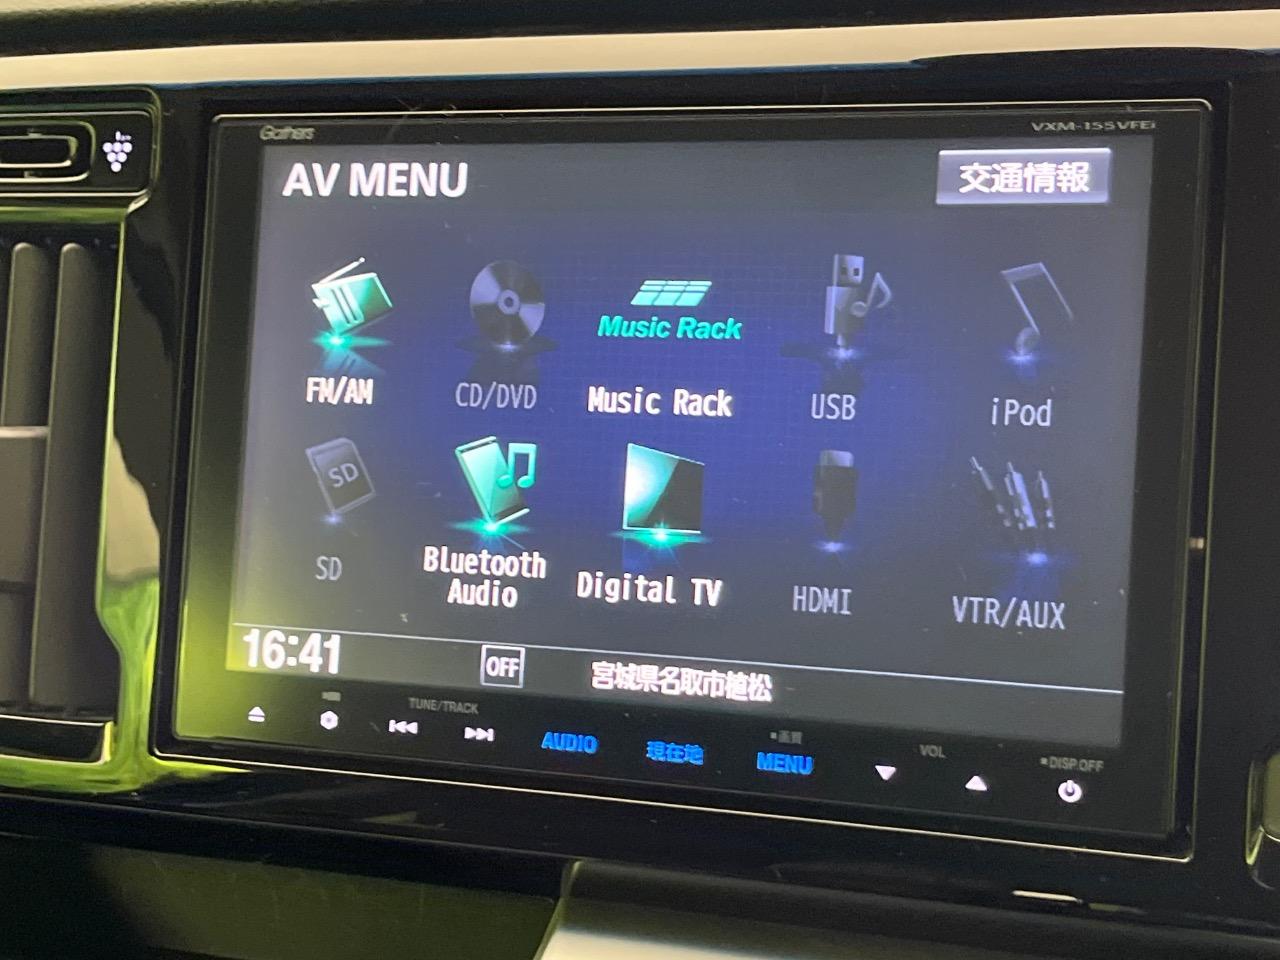 Gathers
VXM-155VFEi
AV MENU
交通情報
Music Rack
FM/AM
CD/DVD
Music Rack
USB
iPod
SD
SD
Bluetooth
Audio
Digital TV
HDMI
VTR/AUX
16:41
OFF
宮城県名取市植松
TUNE/TRACK
AUDIO
現在地
■画質
MENU
VOL
■DISP.OFF